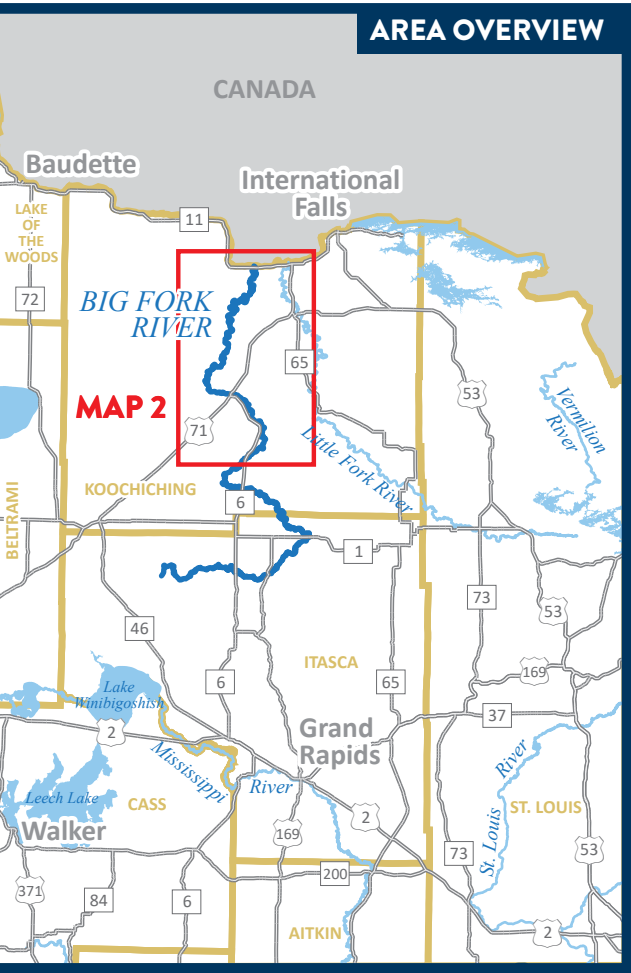 AREA OVERVIEW
CANADA
Baudette
International
Falls
LAKE
OF
THE
WOODS
11
72
BIG FORK
RIVER
65
53
MAP 2
71
Vermilion
River
Little Fork River
KOOCHICHING
BELTRAMI
6
1
73
53
46
ITASCA
169
6
65
Lake
Winibigoshish
37
2
Grand
Rapids
Mississippi
River
River
Leech Lake
CASS
2
ST. LOUIS
Walker
169
St. Louis
73
53
200
371
84
6
AITKIN
2